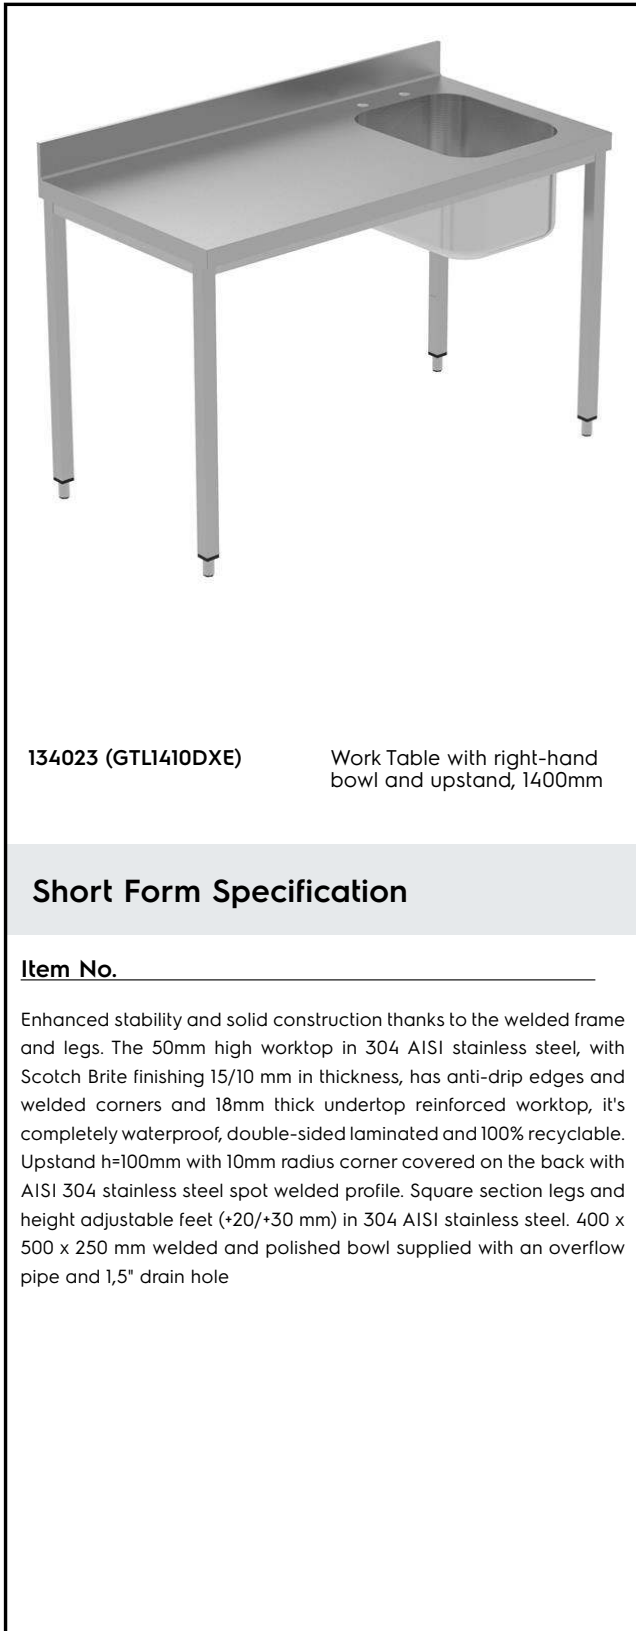 134023 (GTL1410DXE)
Work Table with right-hand
bowl and upstand, 1400mm
Short Form Specification
Item No.
Enhanced stability and solid construction thanks to the welded frame
and legs. The 50mm high worktop in 304 AISI stainless steel, with
Scotch Brite finishing 15/10 mm in thickness, has anti-drip edges and
welded corners and 18mm thick undertop reinforced worktop, it's
completely waterproof, double-sided laminated and 100% recyclable.
Upstand h=100mm with 10mm radius corner covered on the back with
AISI 304 stainless steel spot welded profile. Square section legs and
height adjustable feet (+20/+30 mm) in 304 AISI stainless steel. 400 x
500 x 250 mm welded and polished bowl supplied with an overflow
pipe and 1,5" drain hole